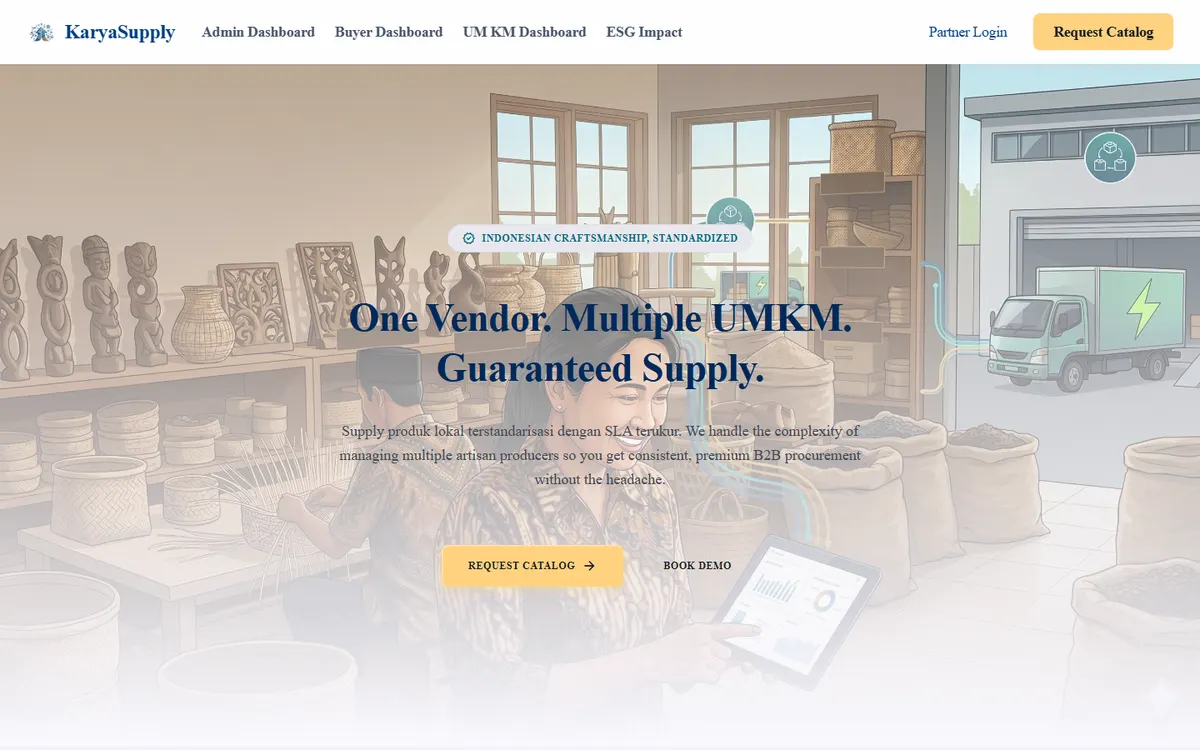 KaryaSupply
Admin Dashboard
Buyer Dashboard
UM KM Dashboard
ESG Impact
Partner Login
Request Catalog
INDONESIAN CRAFTSMANSHIP, STANDARDIZED
One Vendor. Multiple UMKM.
Guaranteed Supply.
Supply produk lokal terstandarisasi dengan SLA terukur. We handle the complexity of
managing multiple artisan producers so you get consistent, premium B2B procurement
without the headache.
REQUEST CATALOG
BOOK DEMO